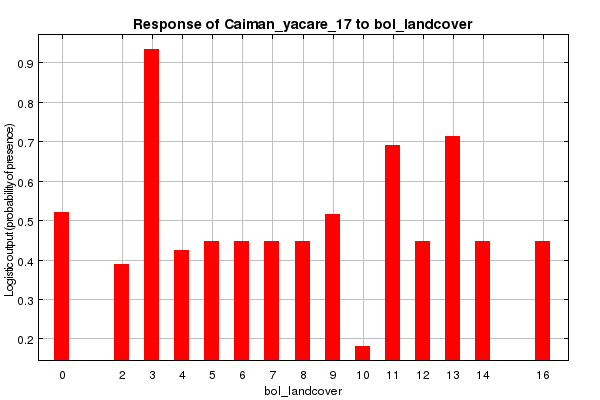 Response of Caiman_yacare_17 to bol_landcover
Logistic output (probability of presence)
0.9
0.8
0.7
0.6
0.5
0.4
0.3
0.2
0 2 3 4 5 6 7 8 9 10 11 12 13 14 16
bol_landcover